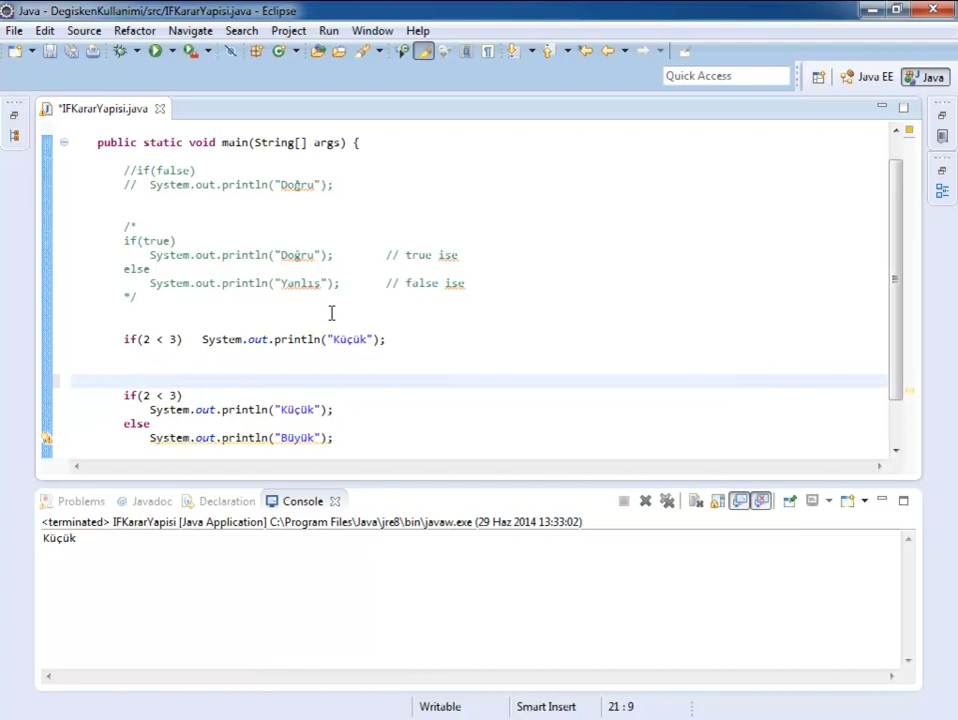 Java - DegiskenKullanimi/src/IFKararYapisi.java - Eclipse
File Edit Source Refactor Navigate Search Project Run Window Help
Quick Access
Java EE
Java
*IFKararYapisi.java
public static void main(String[] args) {
//if(false)
// System.out.println("Doğru");
/*
if(true)
System.out.println("Doğru"); // true ise
else
System.out.println("Yanlış"); // false ise
*/
if(2 < 3) System.out.println("Küçük");
if(2 < 3)
System.out.println("Küçük");
else
System.out.println("Büyük");
Problems @ Javadoc Declaration Console
<terminated> IFKararYapisi [Java Application] C:\Program Files\Java\jre8\bin\javaw.exe (29 Haz 2014 13:33:02)
Küçük
Writable Smart Insert 21 : 9